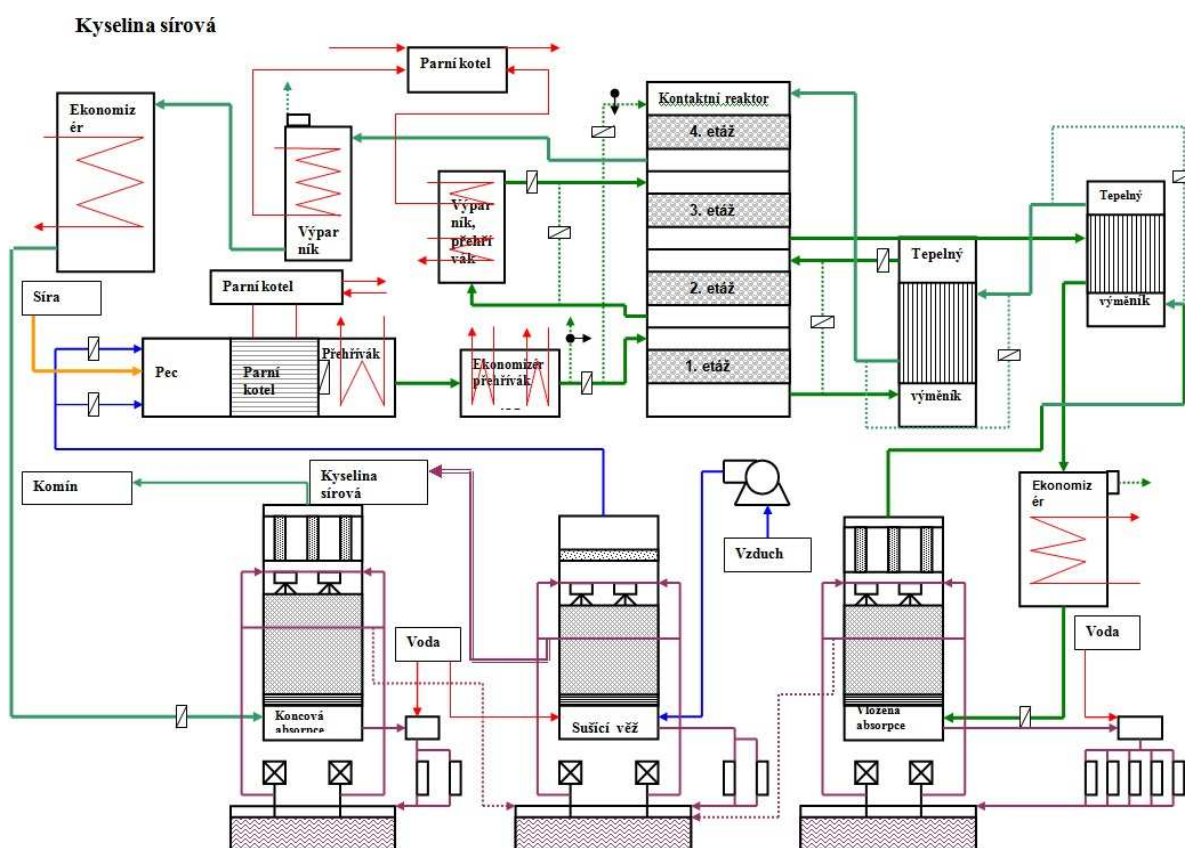 Kyselina sírová
Parní kotel
Ekonomiz
ér
Výpar
ník
Kontaktní reaktor
4. etáž
3. etáž
2. etáž
1. etáž
Výpar
ník,
přehří
vák
Tepelný
výměník
Tepelný
výměník
Síra
Parní kotel
Pec
Parní
kotel
Přehřívák
Ekonomizér
přehřívák
Komín
Kyselina
sírová
Vzduch
Ekonomiz
ér
Voda
Voda
Koncová
absorpce
Sušící věž
Vložená
absorpce